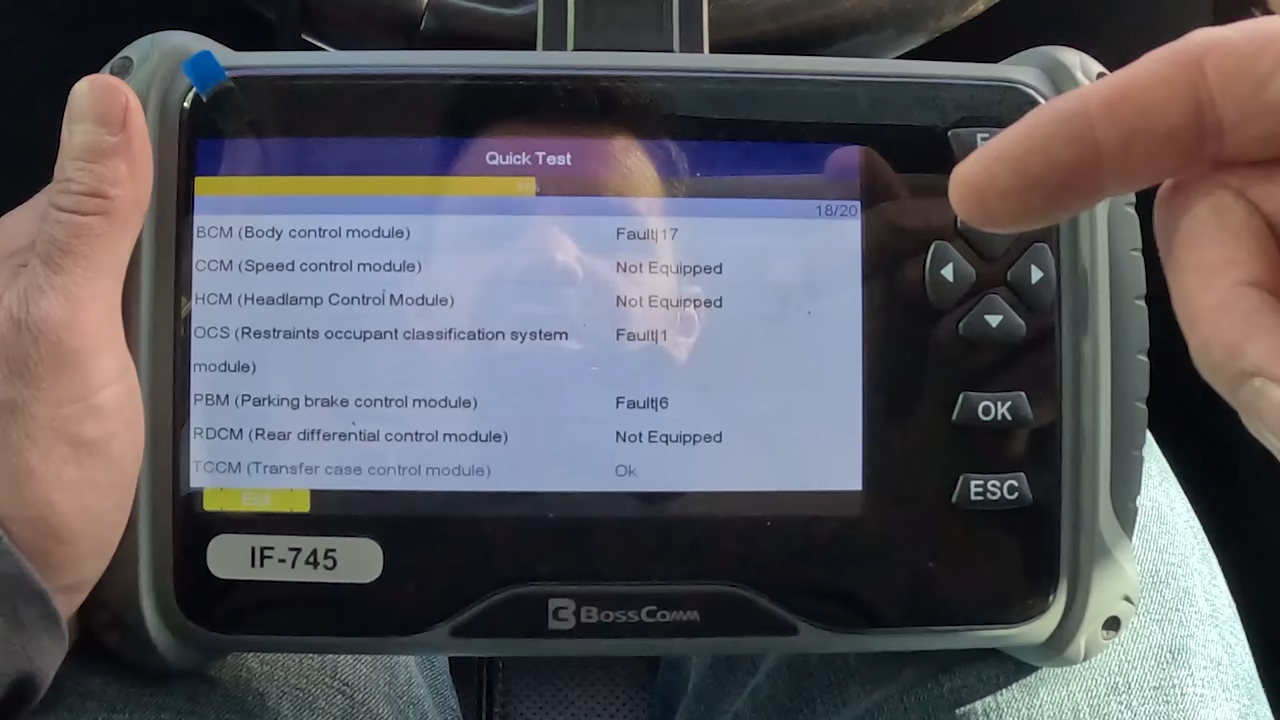 Quick Test
18/20
BCM (Body control module) Fault|17
CCM (Speed control module) Not Equipped
HCM (Headlamp Control Module) Not Equipped
OCS (Restraints occupant classification system Fault|1
module)
PBM (Parking brake control module) Fault|6
RDCM (Rear differential control module) Not Equipped
TCCM (Transfer case control module) Ok
Exit
OK
ESC
IF-745
BOSSCOMM